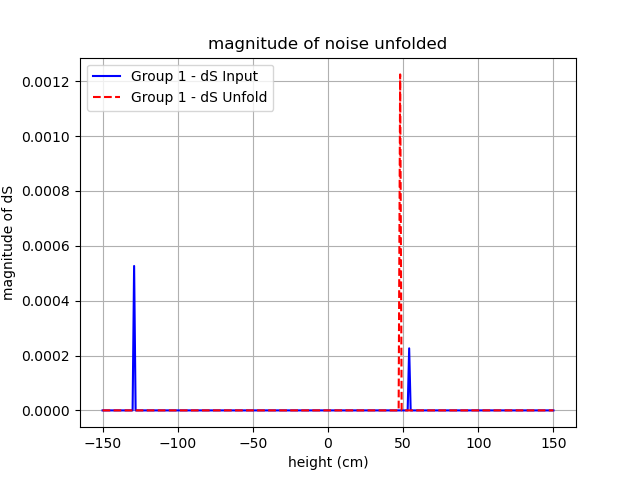 magnitude of noise unfolded
Group 1 - dS Input
Group 1 - dS Unfold
magnitude of dS
0.0012
0.0010
0.0008
0.0006
0.0004
0.0002
0.0000
−150
−100
−50
0
50
100
150
height (cm)